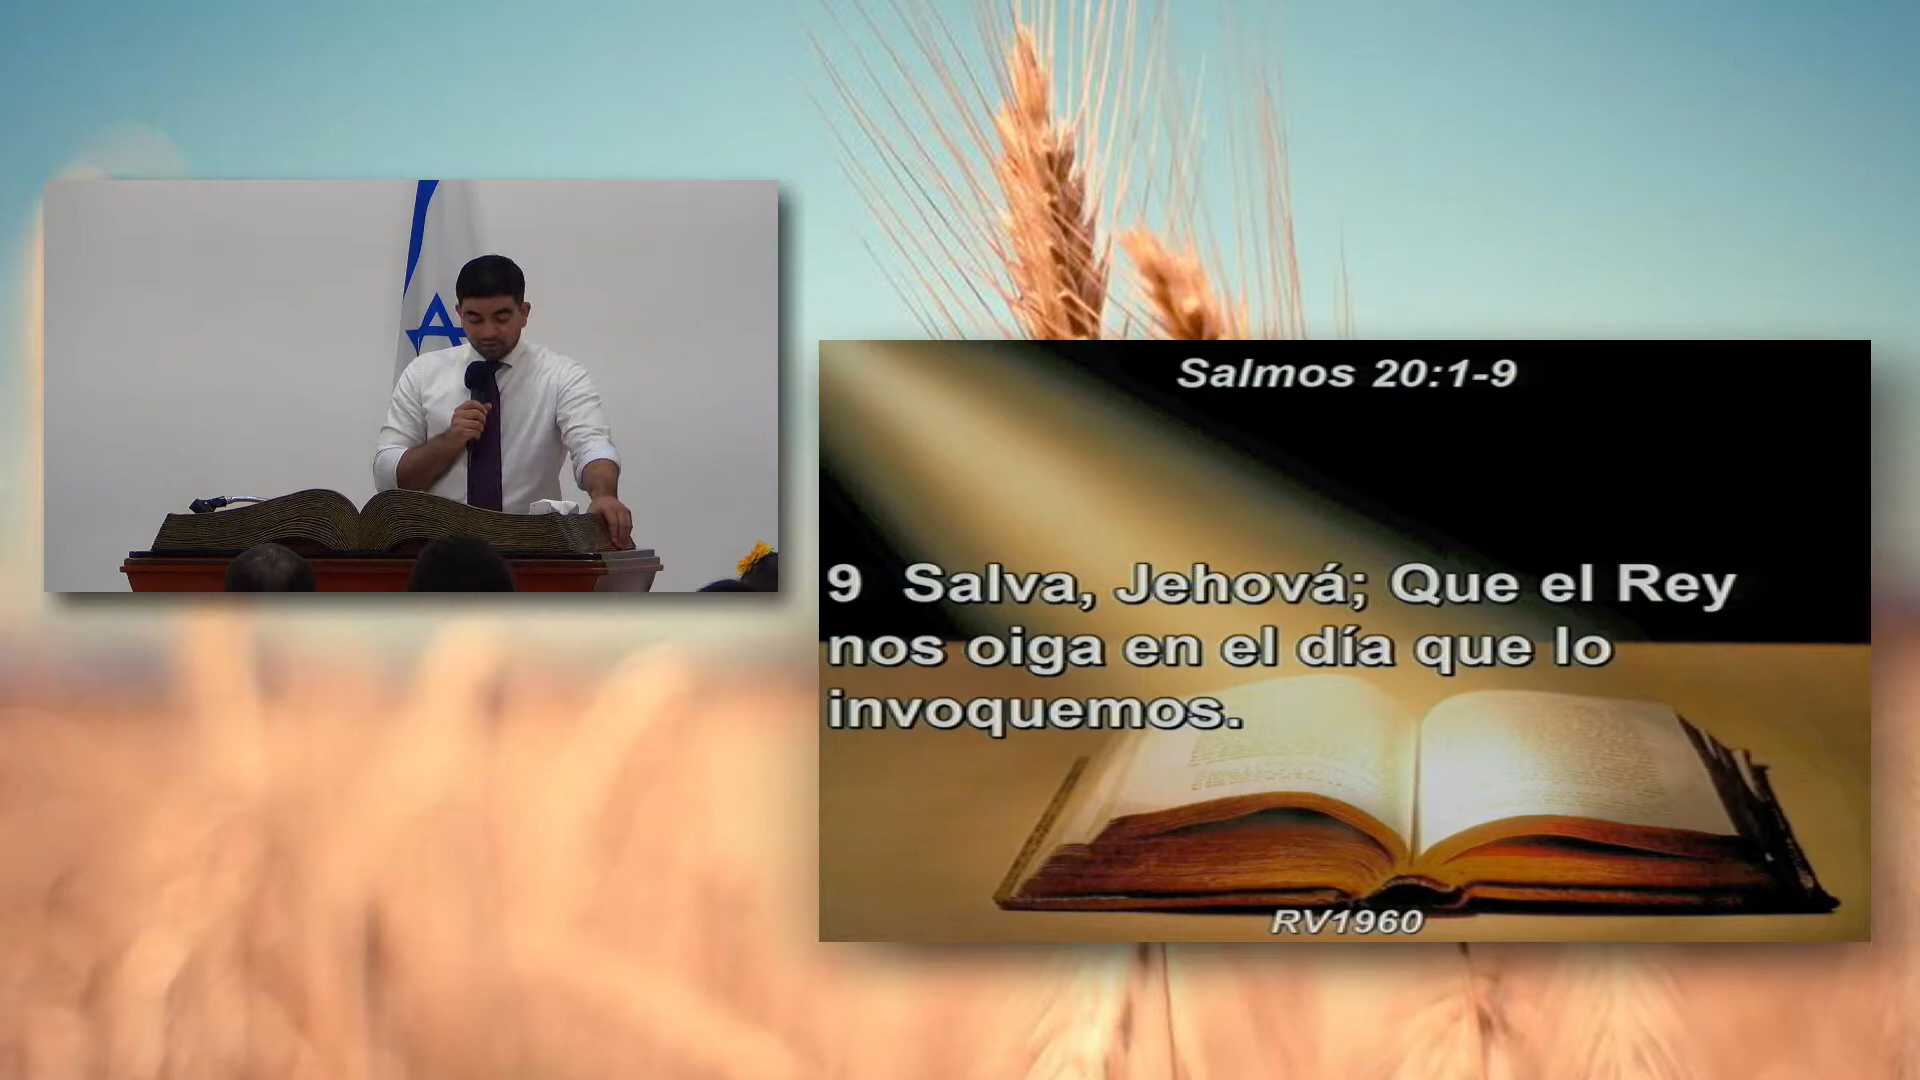 Salmos 20:1-9
9 Salva, Jehová; Que el Rey
nos oiga en el día que lo
invoquemos.
RV1960